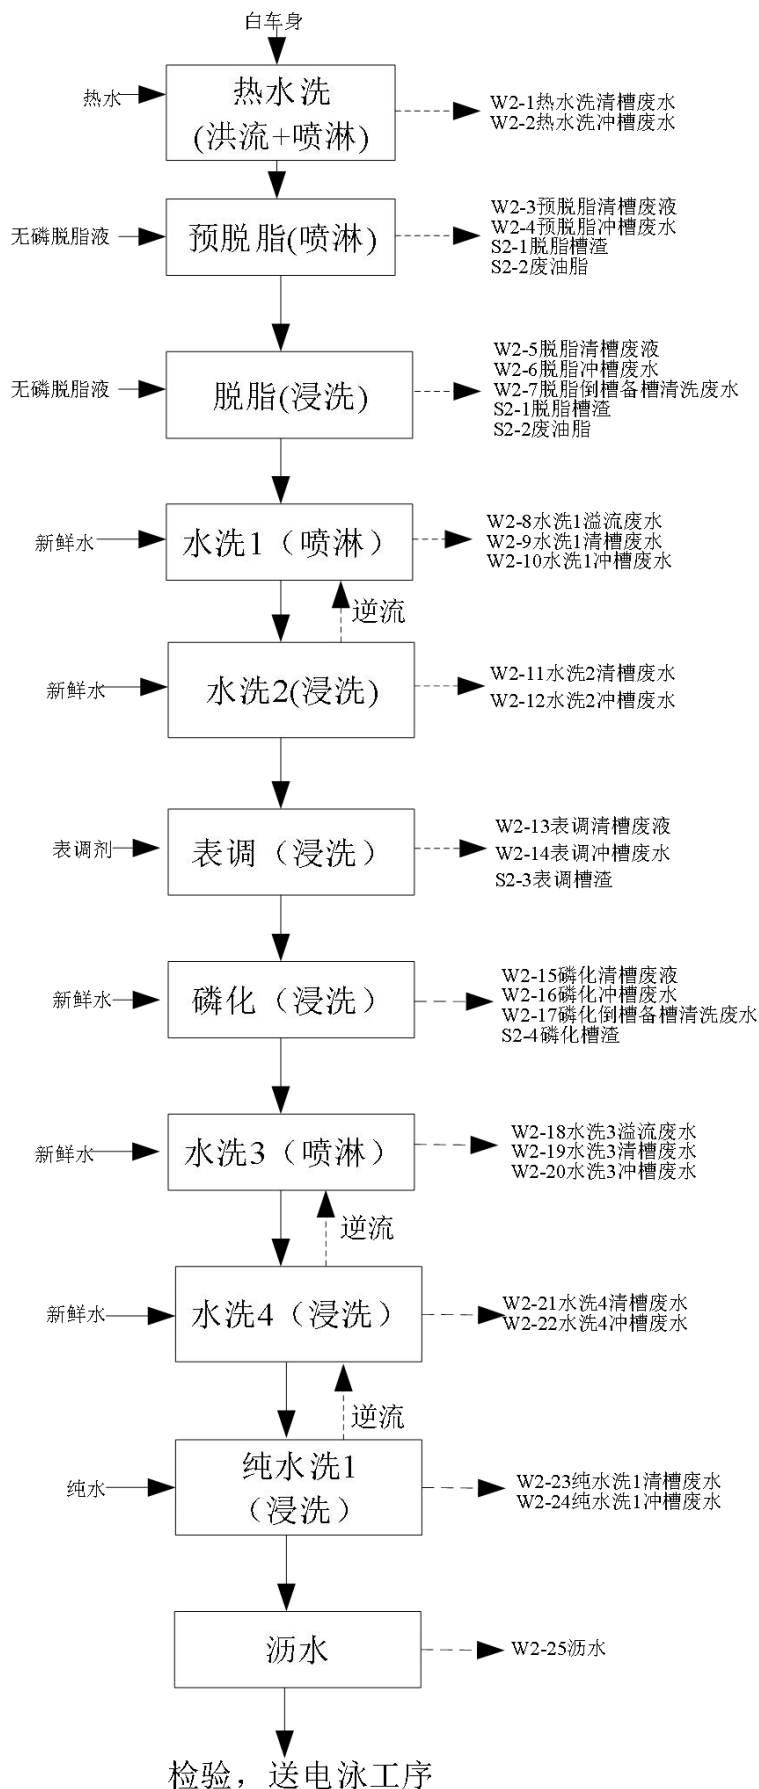 白车身
热水
热水洗
(洪流+喷淋)
W2-1热水洗清槽废水
W2-2热水洗冲槽废水
无磷脱脂液
预脱脂(喷淋)
W2-3预脱脂清槽废液
W2-4预脱脂冲槽废水
S2-1脱脂槽渣
S2-2废油脂
无磷脱脂液
脱脂(浸洗)
W2-5脱脂清槽废液
W2-6脱脂冲槽废水
W2-7脱脂倒槽备槽清洗废水
S2-1脱脂槽渣
S2-2废油脂
新鲜水
水洗1（喷淋）
W2-8水洗1溢流废水
W2-9水洗1清槽废水
W2-10水洗1冲槽废水
逆流
新鲜水
水洗2(浸洗)
W2-11水洗2清槽废水
W2-12水洗2冲槽废水
表调剂
表调（浸洗）
W2-13表调清槽废液
W2-14表调冲槽废水
S2-3表调槽渣
新鲜水
磷化（浸洗）
W2-15磷化清槽废液
W2-16磷化冲槽废水
W2-17磷化倒槽备槽清洗废水
S2-4磷化槽渣
新鲜水
水洗3（喷淋）
W2-18水洗3溢流废水
W2-19水洗3清槽废水
W2-20水洗3冲槽废水
逆流
新鲜水
水洗4（浸洗）
W2-21水洗4清槽废水
W2-22水洗4冲槽废水
逆流
纯水
纯水洗1
（浸洗）
W2-23纯水洗1清槽废水
W2-24纯水洗1冲槽废水
沥水
W2-25沥水
检验，送电泳工序